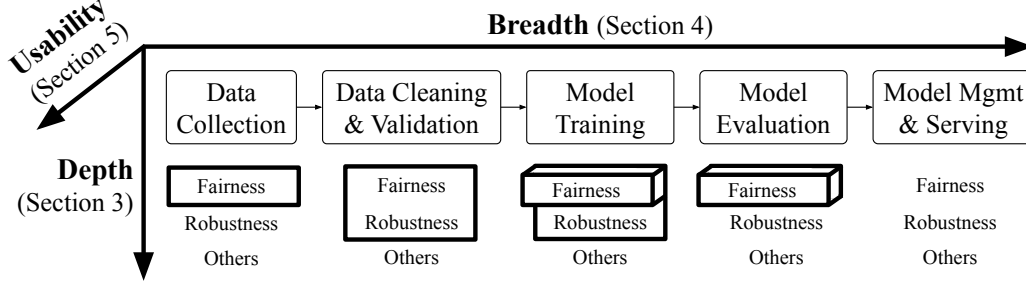 Usability
(Section 5)
Breadth (Section 4)
Data
Collection
Data Cleaning
& Validation
Model
Training
Model
Evaluation
Model Mgmt
& Serving
Depth
(Section 3)
Fairness
Fairness
Fairness
Fairness
Fairness
Robustness
Robustness
Robustness
Robustness
Robustness
Others
Others
Others
Others
Others